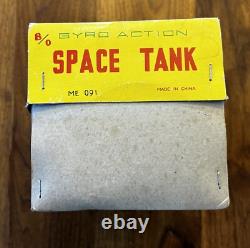 B/O GYRO ACTION
SPACE TANK
ME 091 MADE IN CHINA